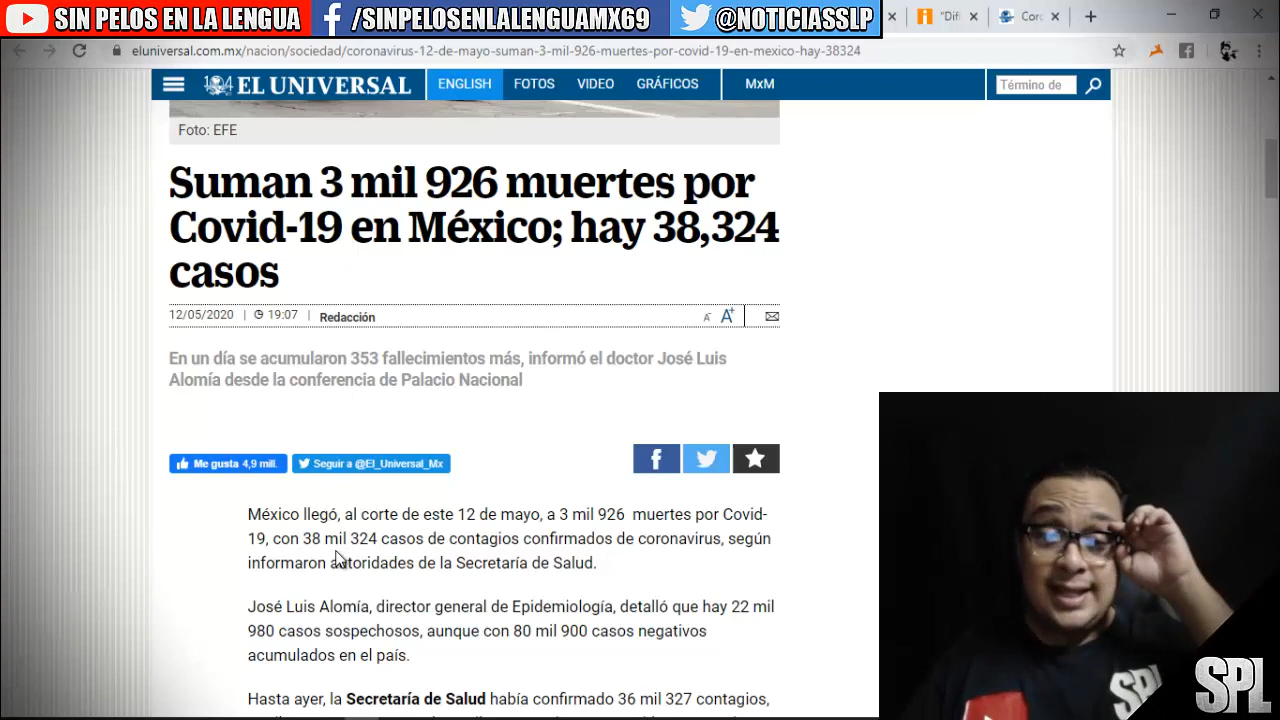 SIN PELOS EN LA LENGUA
/SINPELOSENLALENGUAMX69
@NOTICIASSLP
"Difi
Coro
eluniversal.com.mx/nacion/sociedad/coronavirus-12-de-mayo-suman-3-mil-926-muertes-por-covid-19-en-mexico-hay-38324
EL UNIVERSAL
ENGLISH
FOTOS
VIDEO
GRÁFICOS
MxM
Término de
Foto: EFE
Suman 3 mil 926 muertes por
Covid-19 en México; hay 38,324
casos
12/05/2020 | 19:07 | Redacción
A- A+
En un día se acumularon 353 fallecimientos más, informó el doctor José Luis
Alomía desde la conferencia de Palacio Nacional
Me gusta 4,9 mill.
Seguir a @El_Universal_Mx
México llegó, al corte de este 12 de mayo, a 3 mil 926 muertes por Covid-
19, con 38 mil 324 casos de contagios confirmados de coronavirus, según
informaron autoridades de la Secretaría de Salud.
José Luis Alomía, director general de Epidemiología, detalló que hay 22 mil
980 casos sospechosos, aunque con 80 mil 900 casos negativos
acumulados en el país.
Hasta ayer, la Secretaría de Salud había confirmado 36 mil 327 contagios,
SPL
SPL